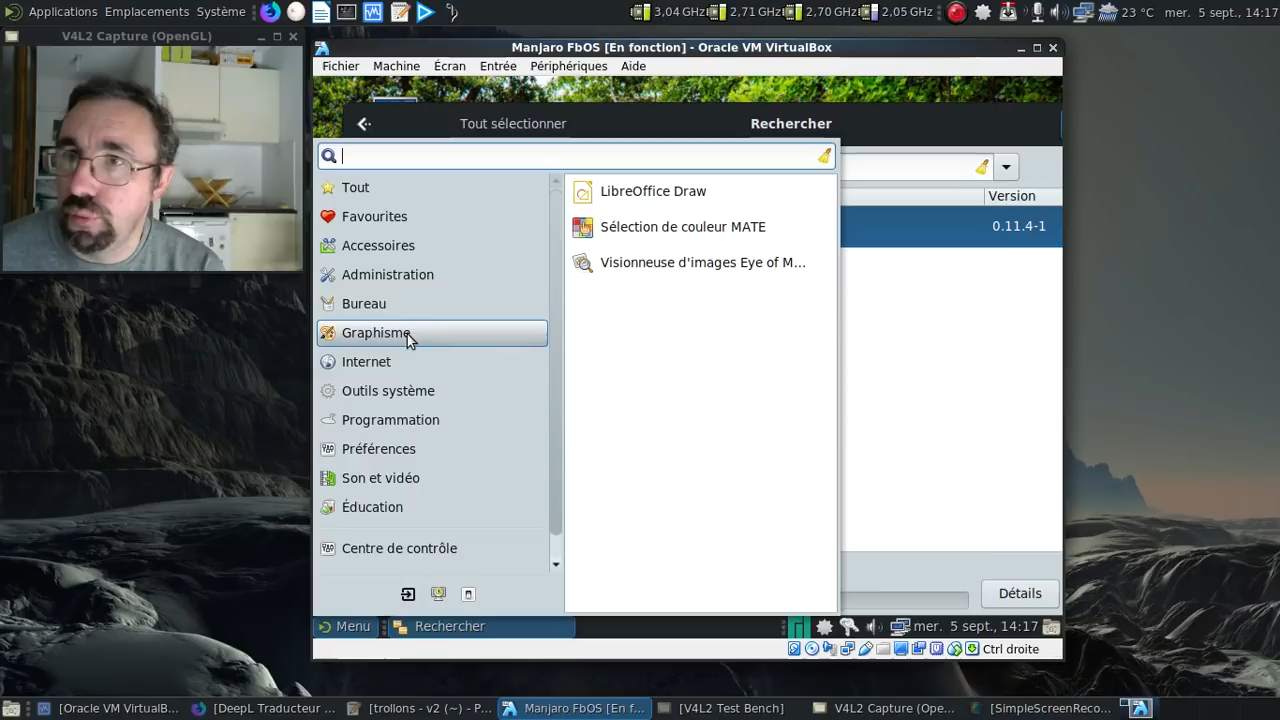 Applications Emplacements Système 3,04 GHz 2,71 GHz 2,70 GHz 2,05 GHz 23 °C mer. 5 sept., 14:17
V4L2 Capture (OpenGL)
Manjaro FbOS [En fonction] - Oracle VM VirtualBox
Fichier Machine Écran Entrée Périphériques Aide
Tout sélectionner Rechercher
Tout
Favourites
Accessoires
Administration
Bureau
Graphisme
Internet
Outils système
Programmation
Préférences
Son et vidéo
Éducation
Centre de contrôle
LibreOffice Draw
Sélection de couleur MATE
Visionneuse d'images Eye of M...
Version
0.11.4-1
Détails
Menu Rechercher mer. 5 sept., 14:17
Ctrl droite
[Oracle VM VirtualB... [DeepL Traducteur ... [trollons - v2 (~) - P... Manjaro FbOS [En f... [V4L2 Test Bench] V4L2 Capture (Ope... [SimpleScreenReco...